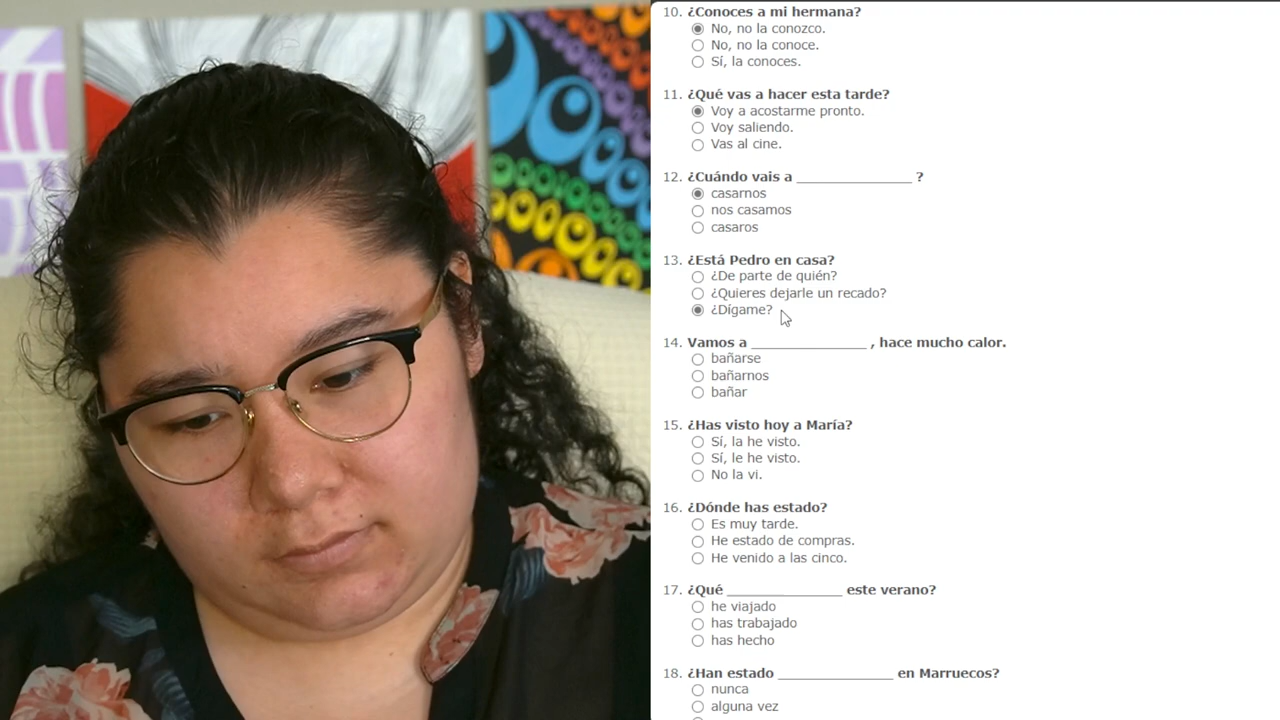 10. ¿Conoces a mi hermana?
No, no la conozco.
No, no la conoce.
Sí, la conoces.
11. ¿Qué vas a hacer esta tarde?
Voy a acostarme pronto.
Voy saliendo.
Vas al cine.
12. ¿Cuándo vais a _______________ ?
casarnos
nos casamos
casaros
13. ¿Está Pedro en casa?
¿De parte de quién?
¿Quieres dejarle un recado?
¿Dígame?
14. Vamos a _______________ , hace mucho calor.
bañarse
bañarnos
bañar
15. ¿Has visto hoy a María?
Sí, la he visto.
Sí, le he visto.
No la vi.
16. ¿Dónde has estado?
Es muy tarde.
He estado de compras.
He venido a las cinco.
17. ¿Qué _______________ este verano?
he viajado
has trabajado
has hecho
18. ¿Han estado _______________ en Marruecos?
nunca
alguna vez